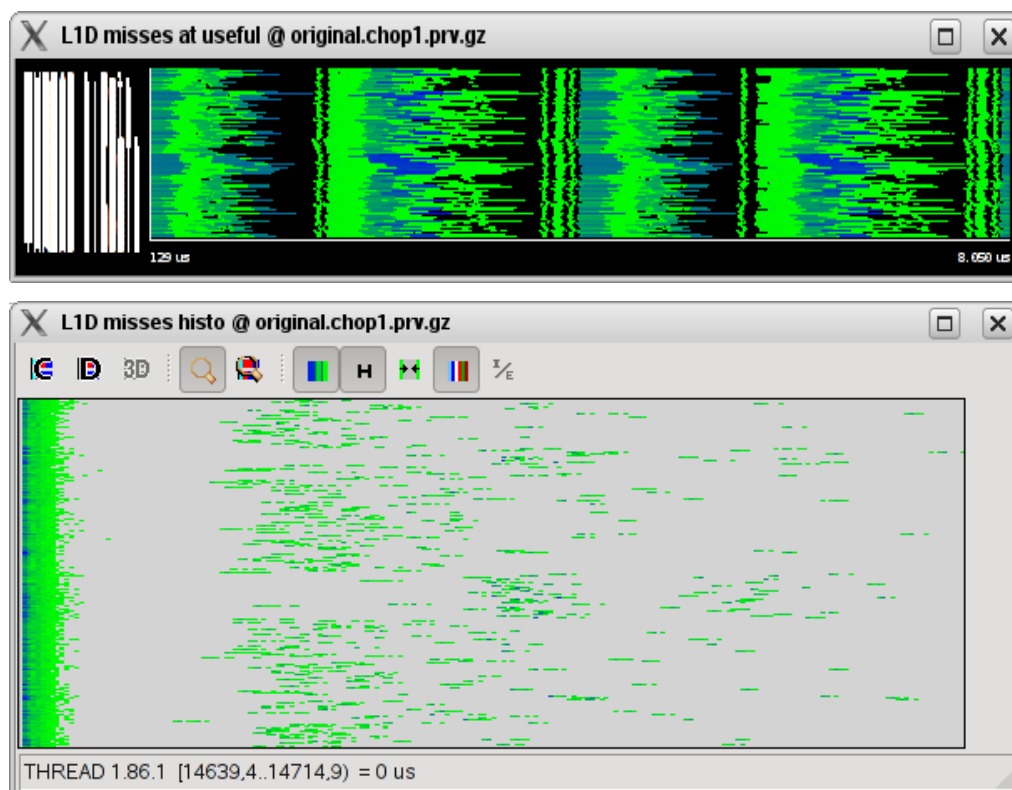 L1D misses at useful @ original.chop1.prv.gz
129 us
8.050 us
L1D misses histo @ original.chop1.prv.gz
IC
D
3D
H
I/E
THREAD 1.86.1 [14639,4..14714,9) = 0 us